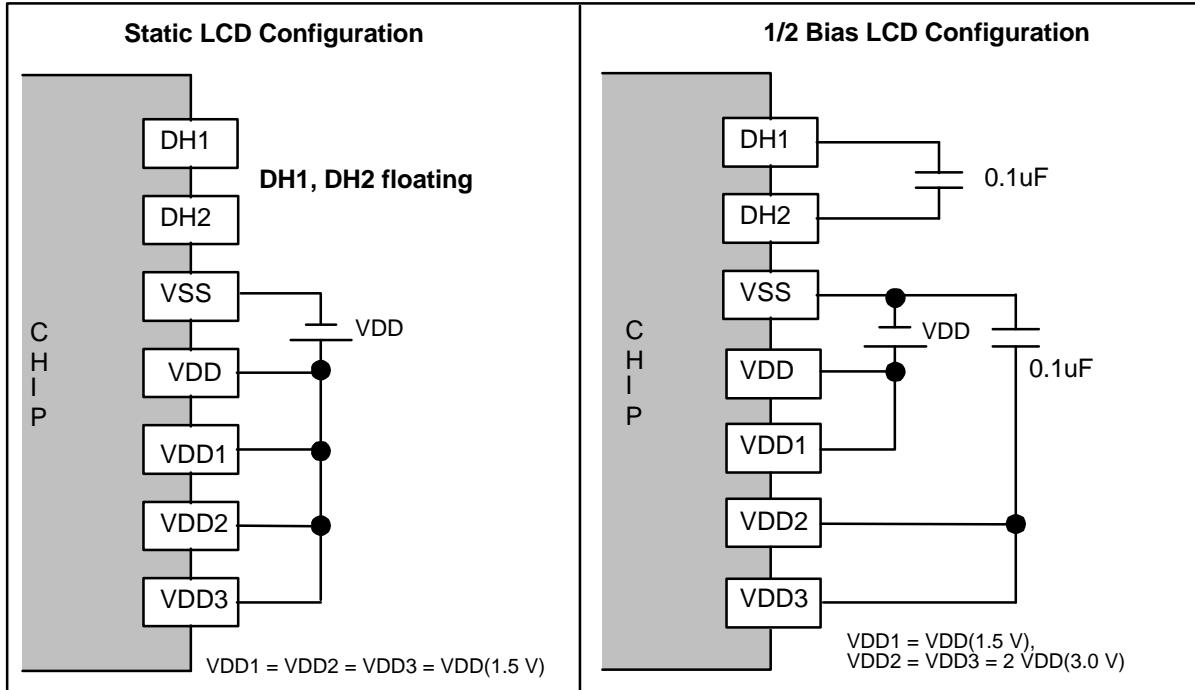 Static LCD Configuration
DH1
DH1, DH2 floating
DH2
VSS
VDD
VDD
VDD1
VDD2
VDD3
C
H
I
P
VDD1 = VDD2 = VDD3 = VDD(1.5 V)
1/2 Bias LCD Configuration
DH1
0.1uF
DH2
VSS
VDD
VDD
0.1uF
VDD1
VDD2
VDD3
C
H
I
P
VDD1 = VDD(1.5 V),
VDD2 = VDD3 = 2 VDD(3.0 V)